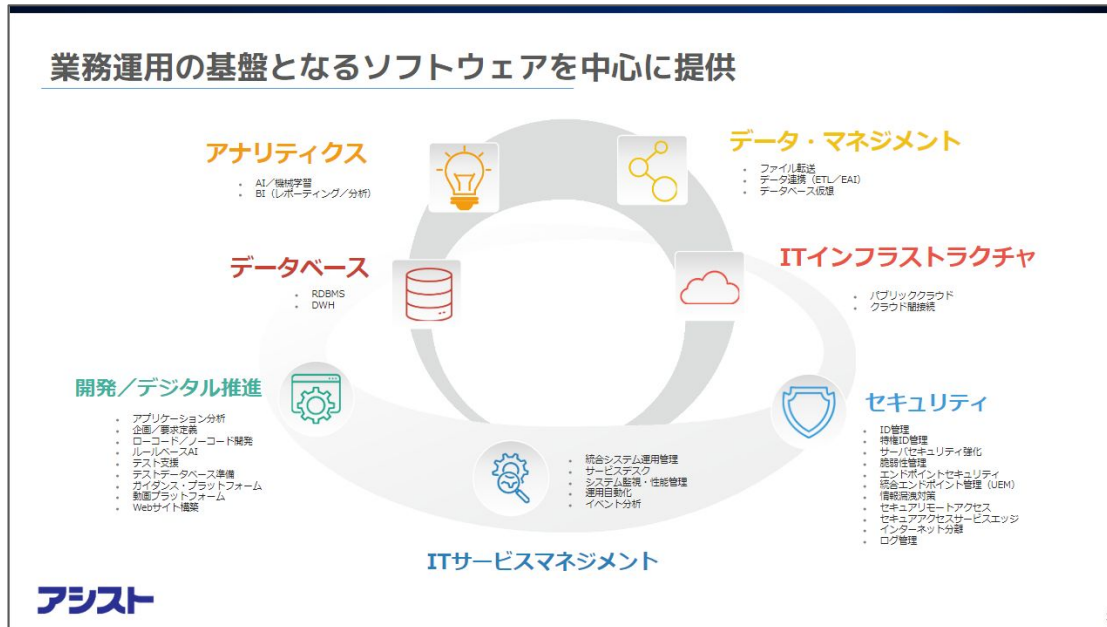 業務運用の基盤となるソフトウェアを中心に提供
アナリティクス
• AI／機械学習
• BI（レポーティング／分析）
データ・マネジメント
• ファイル転送
• データ連携（ETL／EAI）
• データベース仮想
データベース
• RDBMS
• DWH
ITインフラストラクチャ
• パブリッククラウド
• クラウド間接続
開発／デジタル推進
• アプリケーション分析
• 企画／要求定義
• ローコード／ノーコード開発
• ルールベースAI
• テスト支援
• テストデータベース準備
• ガイダンス・プラットフォーム
• 動画プラットフォーム
• Webサイト構築
• 統合システム運用管理
• サービスデスク
• システム監視・性能管理
• 運用自動化
• イベント分析
ITサービスマネジメント
セキュリティ
• ID管理
• 特権ID管理
• サーバセキュリティ強化
• 脆弱性管理
• エンドポイントセキュリティ
• 統合エンドポイント管理（UEM）
• 情報漏洩対策
• セキュアリモートアクセス
• セキュアアクセスサービスエッジ
• インターネット分離
• ログ管理
アシスト